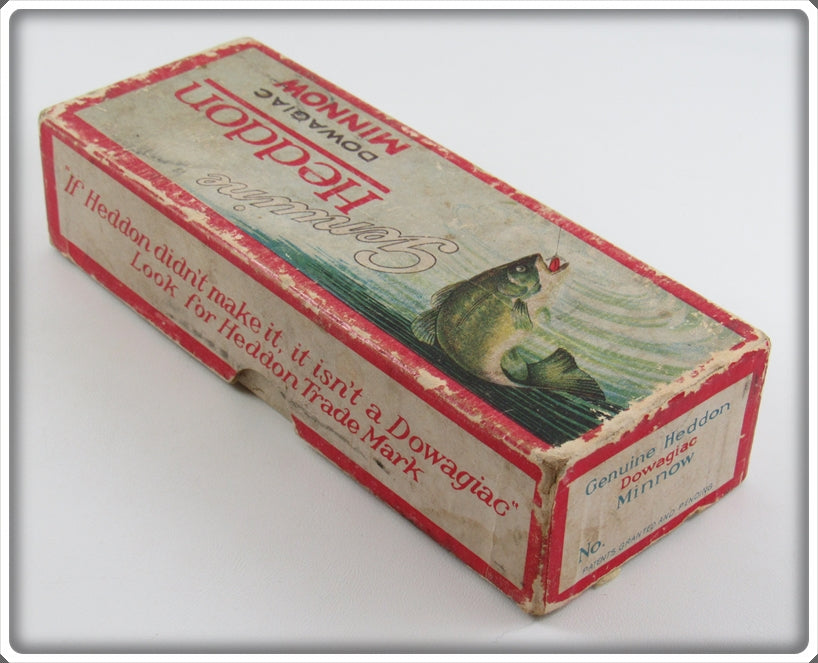 Genuine
Heddon
DOWAGIAC
MINNOW
"If Heddon didn't make it, it isn't a Dowagiac"
Look for Heddon Trade Mark
Genuine Heddon
Dowagiac
Minnow
No.
PATENTS GRANTED AND PENDING